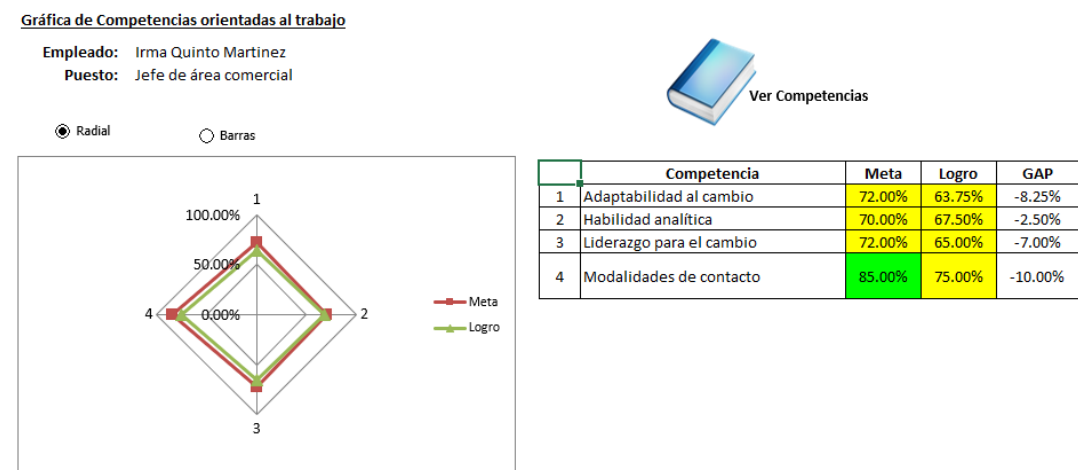 Gráfica de Competencias orientadas al trabajo
Empleado: Irma Quinto Martinez
Puesto: Jefe de área comercial
Ver Competencias
Radial
Barras
1
100.00%
50.00%
0.00%
4
2
3
Meta
Logro
Competencia Meta Logro GAP
1 Adaptabilidad al cambio 72.00% 63.75% -8.25%
2 Habilidad analítica 70.00% 67.50% -2.50%
3 Liderazgo para el cambio 72.00% 65.00% -7.00%
4 Modalidades de contacto 85.00% 75.00% -10.00%